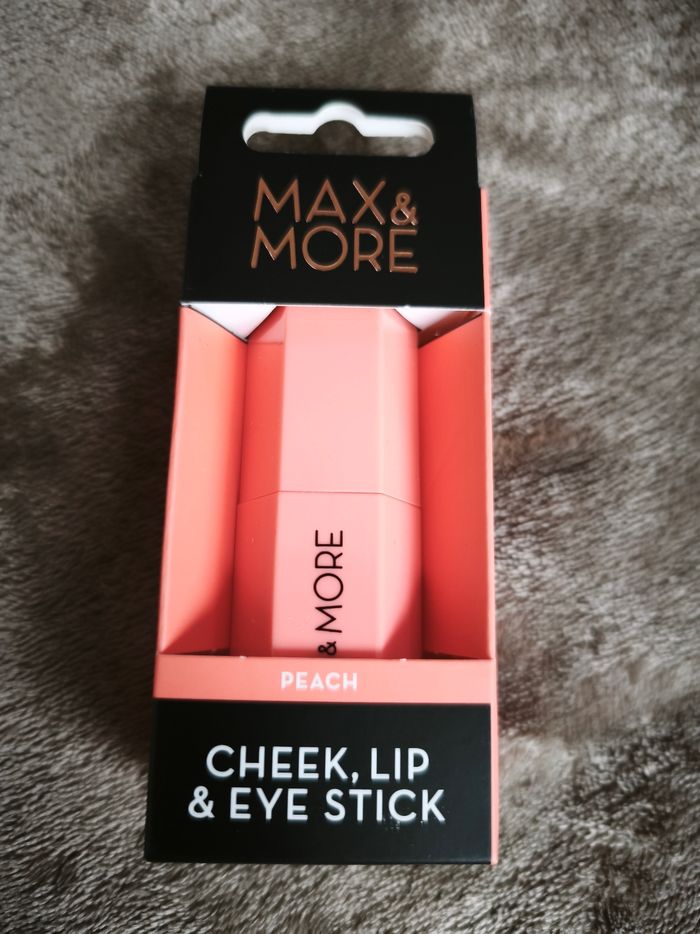 MAX&
MORE
& MORE
PEACH
CHEEK, LIP
& EYE STICK